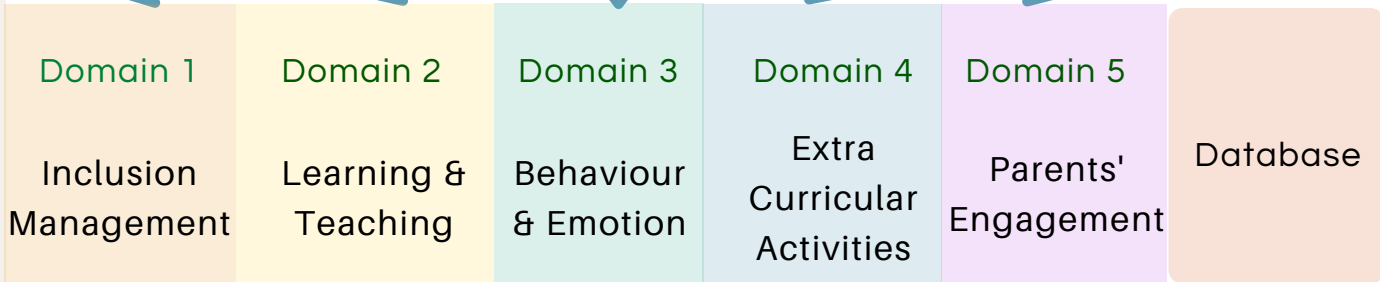 Domain 1
Inclusion
Management
Domain 2
Learning &
Teaching
Domain 3
Behaviour
& Emotion
Domain 4
Extra
Curricular
Activities
Domain 5
Parents'
Engagement
Database